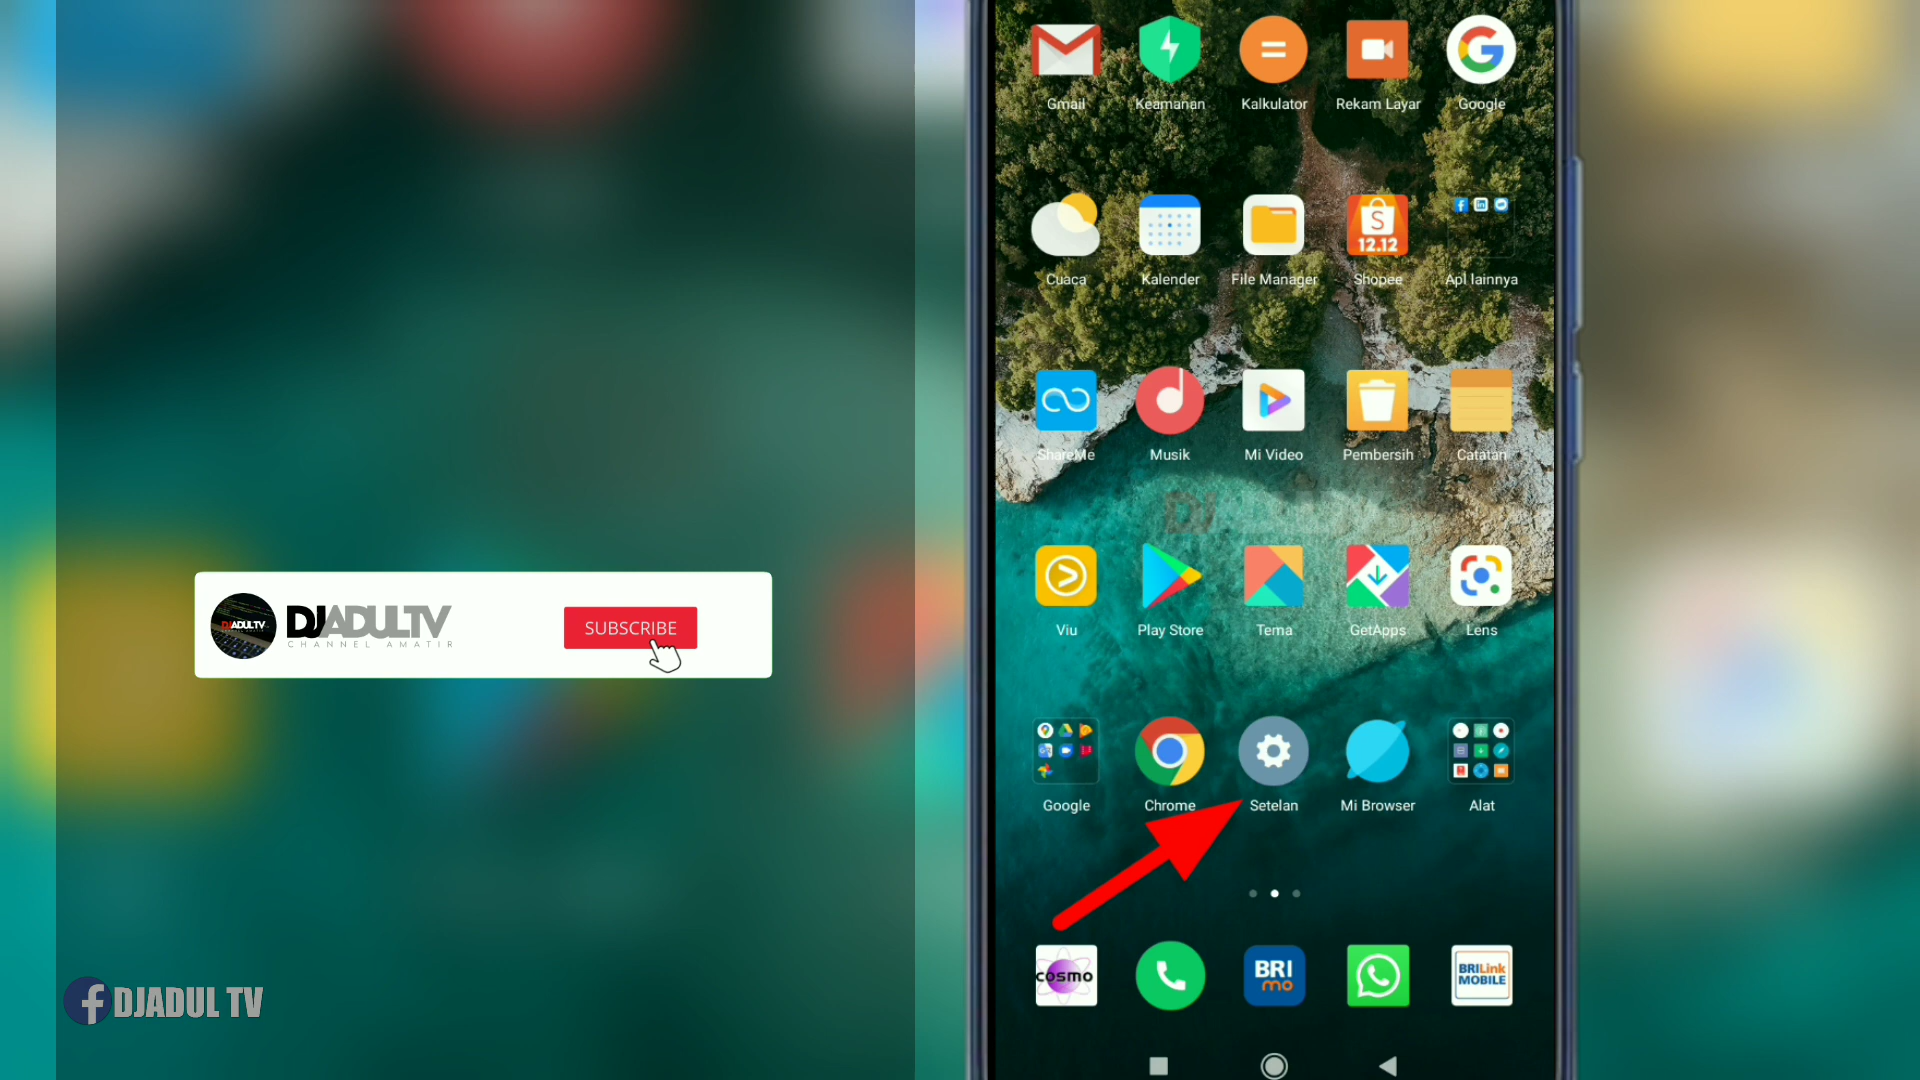 Gmail
Keamanan
Kalkulator
Rekam Layar
Google
Cuaca
Kalender
File Manager
12.12
Shopee
Apl lainnya
ShareMe
Musik
Mi Video
Pembersih
Catatan
Viu
Play Store
Tema
GetApps
Lens
DJADULTV
CHANNEL AMATIR
SUBSCRIBE
Google
Chrome
Setelan
Mi Browser
Alat
cosmo
BRI
mo
BRILink
MOBILE
DJADUL TV